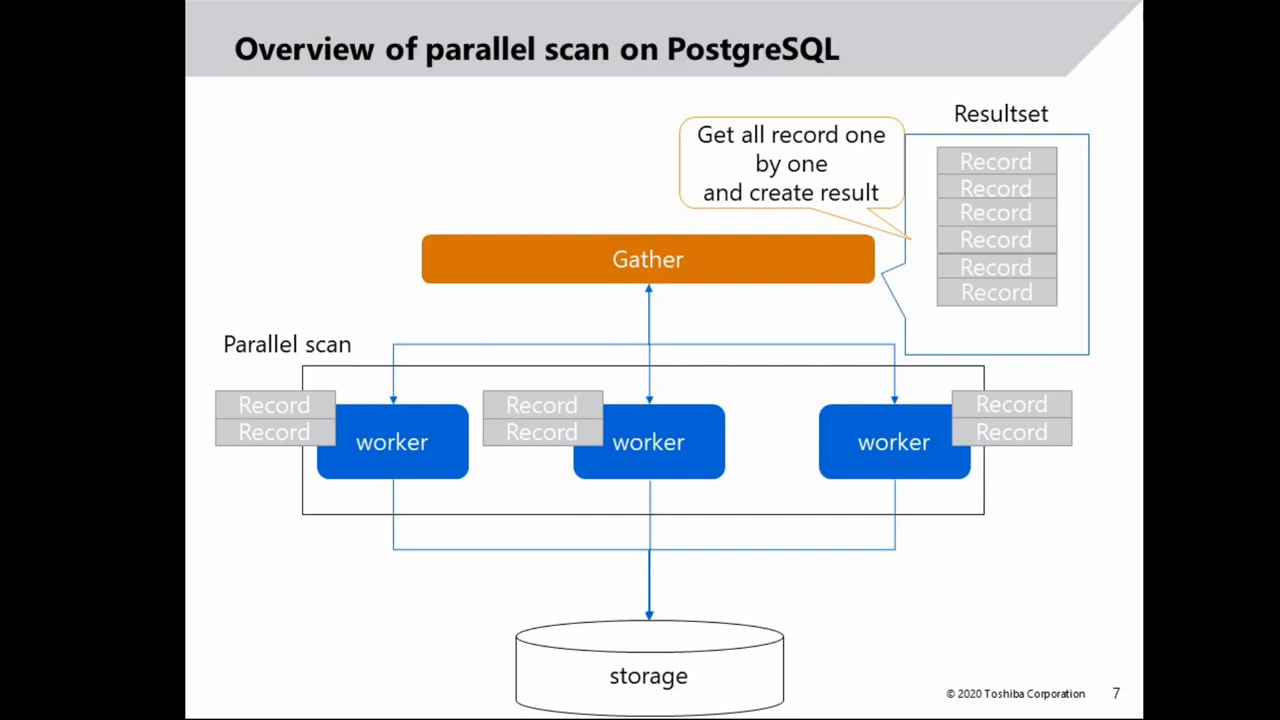 Overview of parallel scan on PostgreSQL
Resultset
Get all record one
by one
and create result
Record
Record
Record
Record
Record
Record
Gather
Parallel scan
Record
Record
worker
Record
Record
worker
Record
Record
worker
storage
© 2020 Toshiba Corporation
7